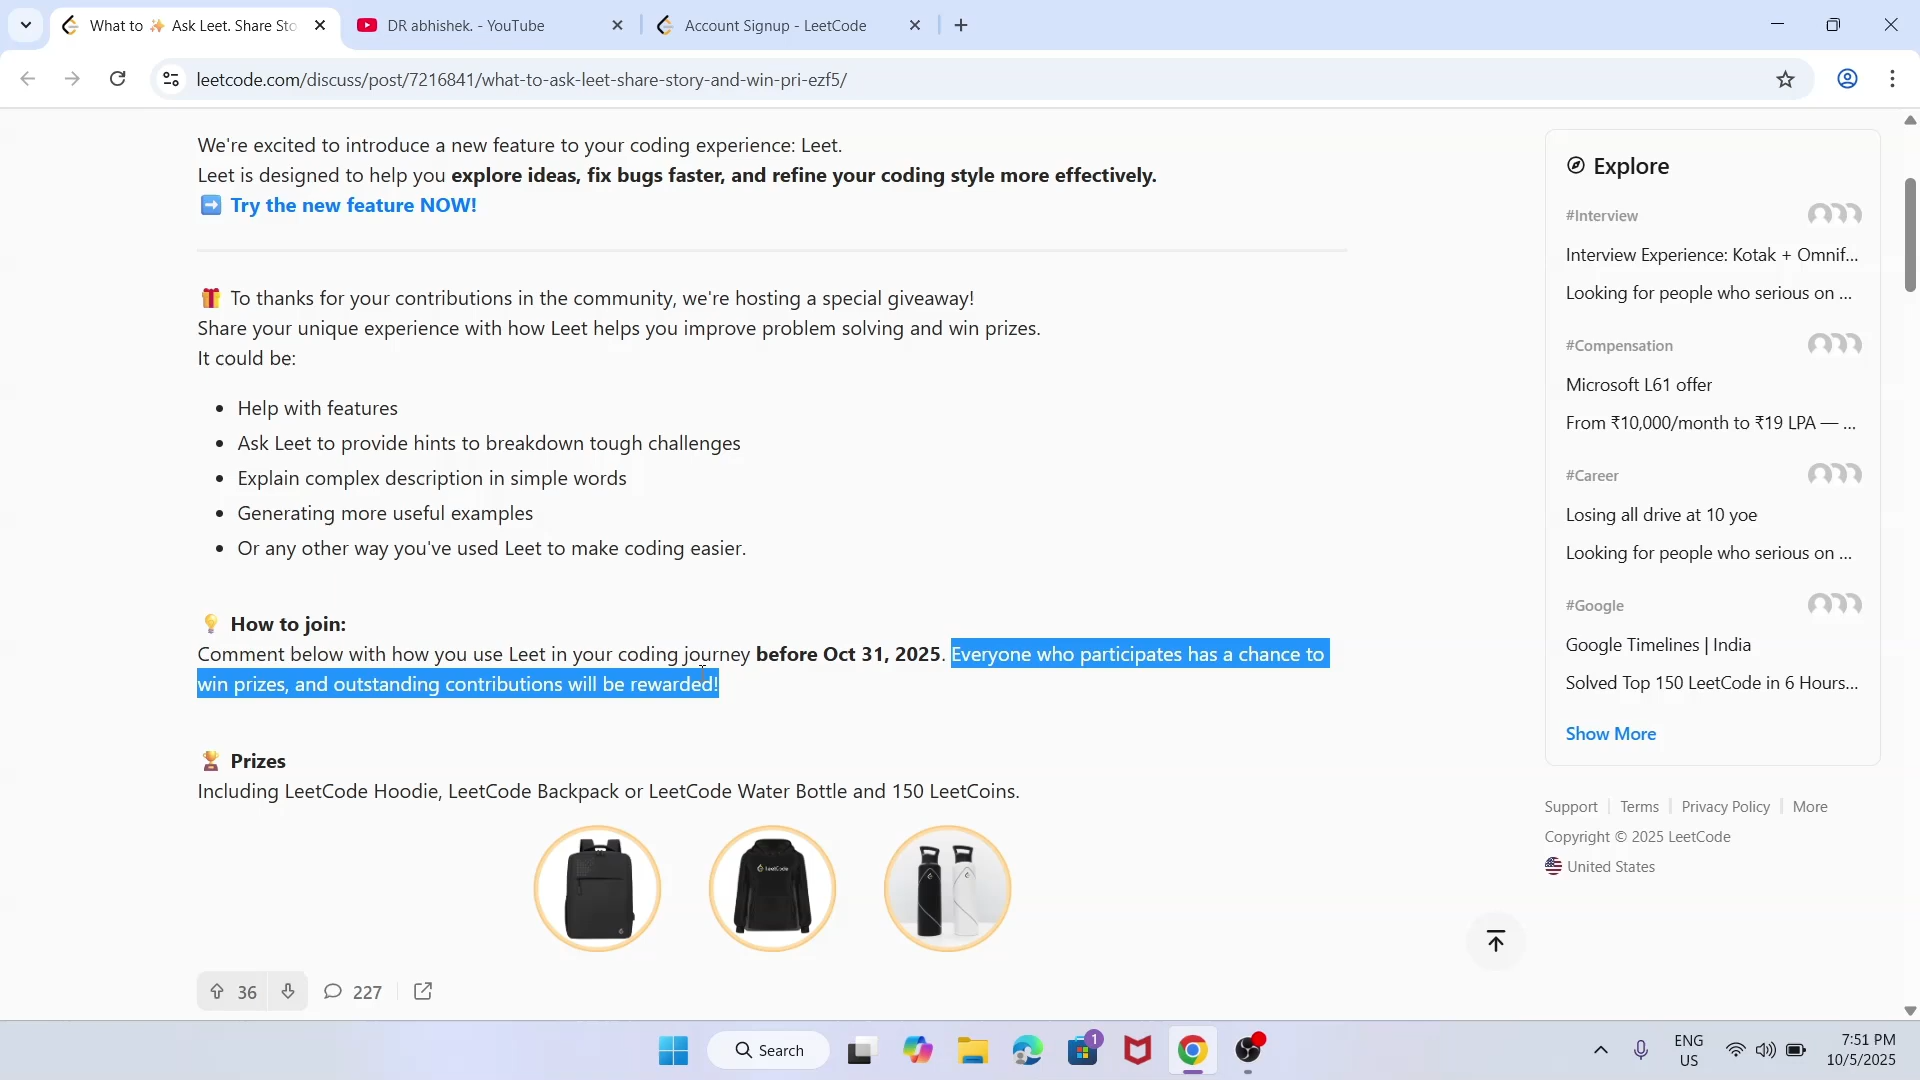 What to ✨ Ask Leet. Share Sto
DR abhishek. - YouTube
Account Signup - LeetCode
leetcode.com/discuss/post/7216841/what-to-ask-leet-share-story-and-win-pri-ezf5/
We're excited to introduce a new feature to your coding experience: Leet.
Leet is designed to help you explore ideas, fix bugs faster, and refine your coding style more effectively.
➡️ Try the new feature NOW!
🎁 To thanks for your contributions in the community, we're hosting a special giveaway!
Share your unique experience with how Leet helps you improve problem solving and win prizes.
It could be:
• Help with features
• Ask Leet to provide hints to breakdown tough challenges
• Explain complex description in simple words
• Generating more useful examples
• Or any other way you've used Leet to make coding easier.
💡 How to join:
Comment below with how you use Leet in your coding journey before Oct 31, 2025. Everyone who participates has a chance to
win prizes, and outstanding contributions will be rewarded!
🏆 Prizes
Including LeetCode Hoodie, LeetCode Backpack or LeetCode Water Bottle and 150 LeetCoins.
LeetCode
36
227
Explore
#Interview
Interview Experience: Kotak + Omnif...
Looking for people who serious on ...
#Compensation
Microsoft L61 offer
From ₹10,000/month to ₹19 LPA — ...
#Career
Losing all drive at 10 yoe
Looking for people who serious on ...
#Google
Google Timelines | India
Solved Top 150 LeetCode in 6 Hours...
Show More
Support | Terms | Privacy Policy | More
Copyright © 2025 LeetCode
United States
Search
1
ENG
US
7:51 PM
10/5/2025